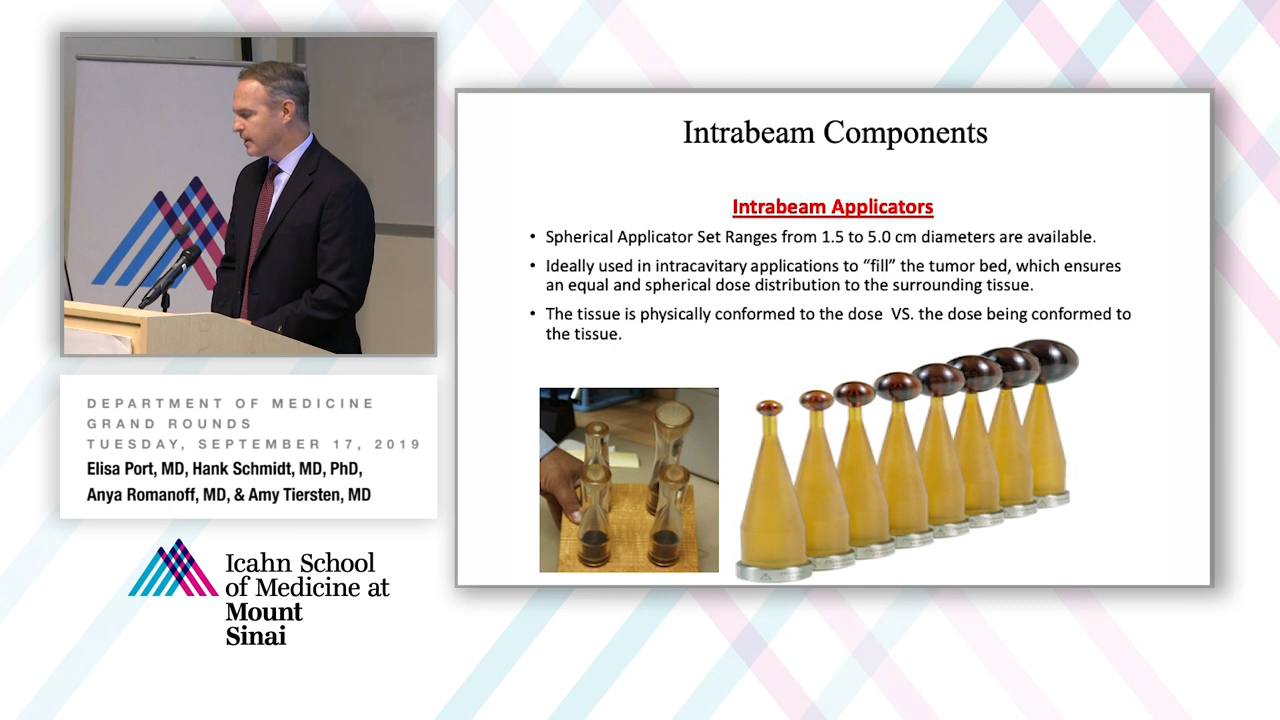 DEPARTMENT OF MEDICINE
GRAND ROUNDS
TUESDAY, SEPTEMBER 17, 2019
Elisa Port, MD, Hank Schmidt, MD, PhD,
Anya Romanoff, MD, & Amy Tiersten, MD
Icahn School
of Medicine at
Mount
Sinai
Intrabeam Components
Intrabeam Applicators
• Spherical Applicator Set Ranges from 1.5 to 5.0 cm diameters are available.
• Ideally used in intracavitary applications to “fill” the tumor bed, which ensures
an equal and spherical dose distribution to the surrounding tissue.
• The tissue is physically conformed to the dose VS. the dose being conformed to
the tissue.